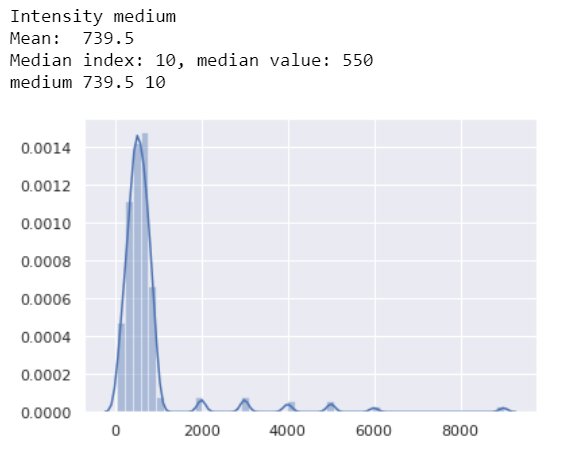 Intensity medium
Mean:  739.5
Median index: 10, median value: 550
medium 739.5 10
0.0014
0.0012
0.0010
0.0008
0.0006
0.0004
0.0002
0.0000
0 2000 4000 6000 8000